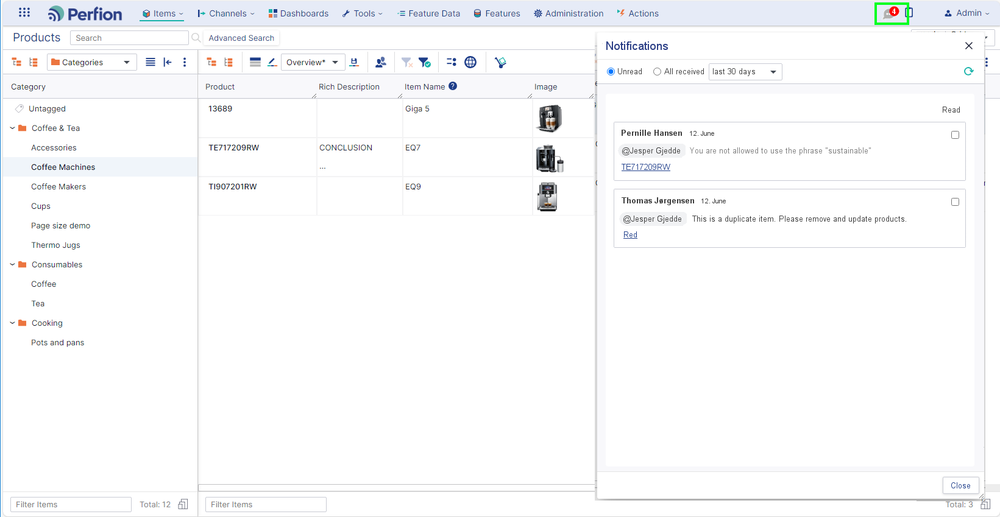 Perfion
Items
Channels
Dashboards
Tools
Feature Data
Features
Administration
Actions
4
Admin
Products
Search
Advanced Search
Notifications
Categories
Overview*
Unread
All received
last 30 days
Category
Product
Rich Description
Item Name ?
Image
Untagged
Coffee & Tea
Accessories
Coffee Machines
Coffee Makers
Cups
Page size demo
Thermo Jugs
Consumables
Coffee
Tea
Cooking
Pots and pans
13689
Giga 5
TE717209RW
CONCLUSION
...
EQ7
TI907201RW
EQ9
Read
Pernille Hansen 12. June
@Jesper Gjedde You are not allowed to use the phrase "sustainable"
TE717209RW
Thomas Jørgensen 12. June
@Jesper Gjedde This is a duplicate item. Please remove and update products.
Red
Close
Filter Items
Total: 12
Filter Items
Total: 3